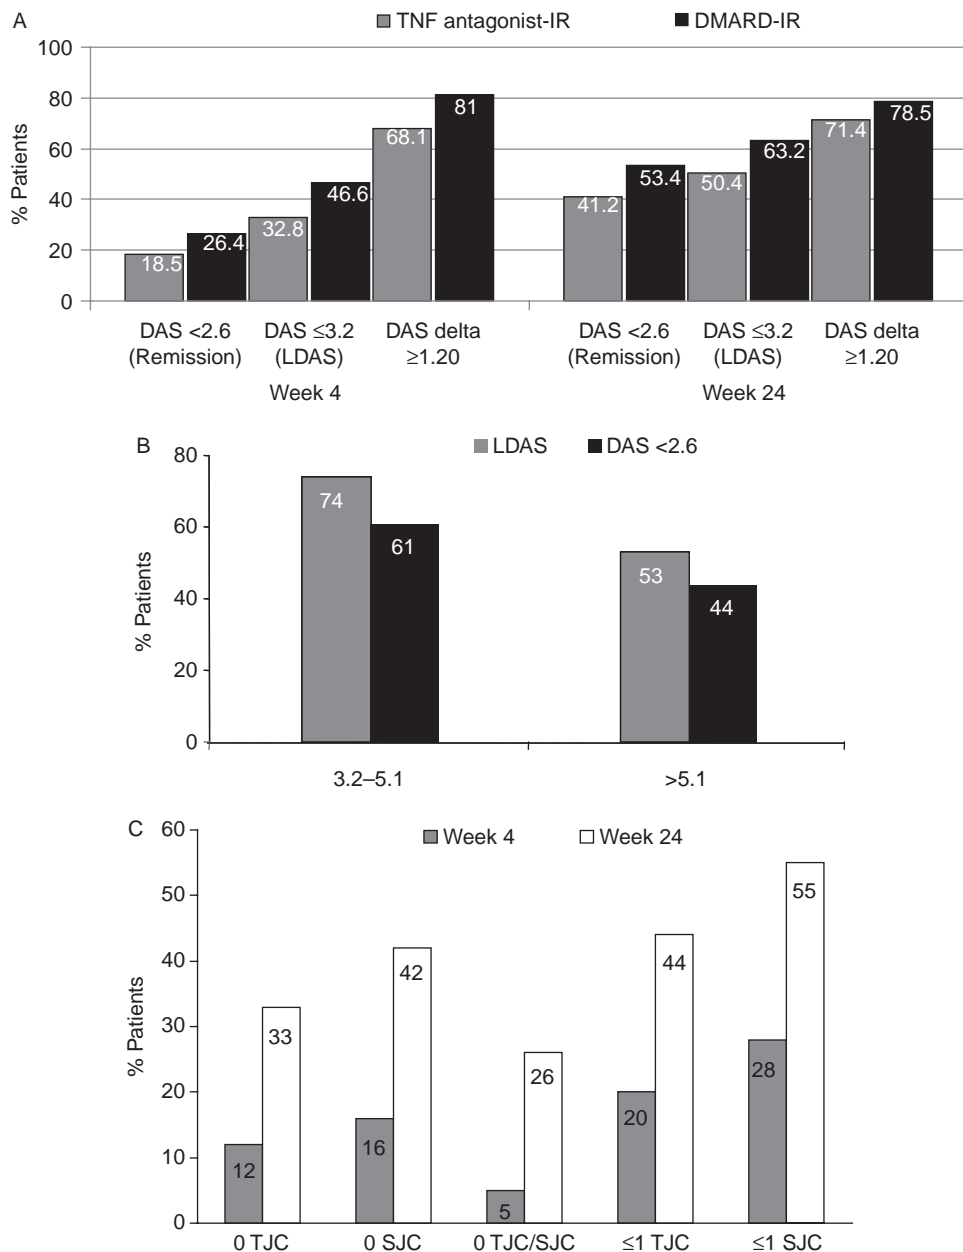 A
TNF antagonist-IR DMARD-IR
% Patients
100
80
60
40
20
0
18.5 26.4 32.8 46.6 68.1 81
41.2 53.4 50.4 63.2 71.4 78.5
DAS <2.6 DAS ≤3.2 DAS delta DAS <2.6 DAS ≤3.2 DAS delta
(Remission) (LDAS) ≥1.20 (Remission) (LDAS) ≥1.20
Week 4 Week 24
B
LDAS DAS <2.6
% Patients
80
60
40
20
0
74 61 53 44
3.2–5.1 >5.1
C
Week 4 Week 24
% Patients
60
50
40
30
20
10
0
12 33 16 42 5 26 20 44 28 55
0 TJC 0 SJC 0 TJC/SJC ≤1 TJC ≤1 SJC